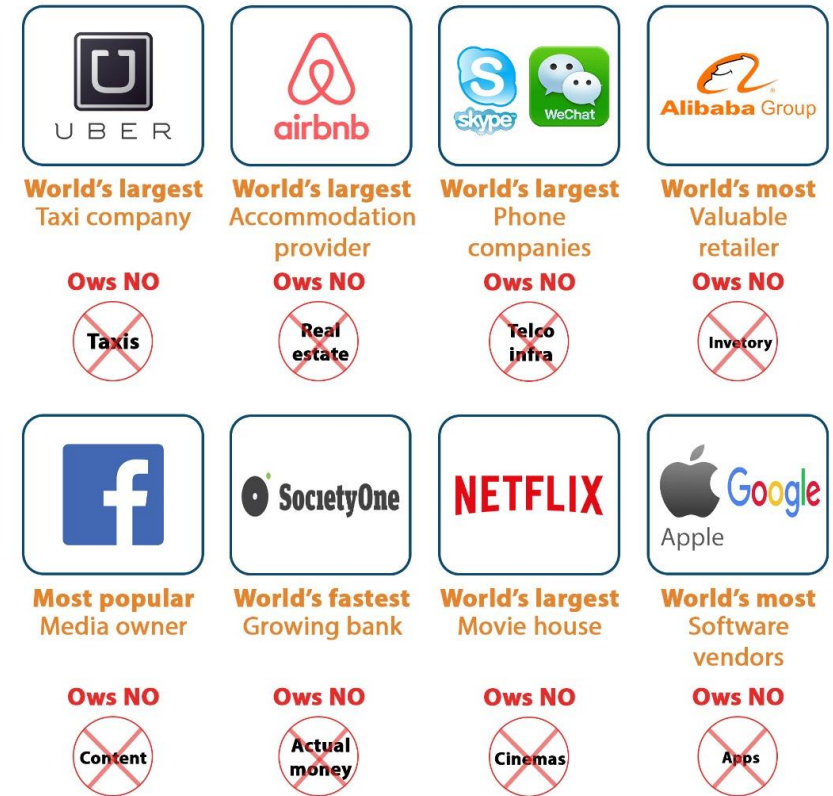 UBER
airbnb
skype
WeChat
Alibaba Group
World's largest
Taxi company
World's largest
Accommodation
provider
World's largest
Phone
companies
World's most
Valuable
retailer
Ows NO
Ows NO
Ows NO
Ows NO
Taxis
Real
estate
Telco
infra
Invetory
f
SocıetyOne
NETFLIX
Apple
Google
Most popular
Media owner
World's fastest
Growing bank
World's largest
Movie house
World's most
Software
vendors
Ows NO
Ows NO
Ows NO
Ows NO
Content
Actual
money
Cinemas
Apps